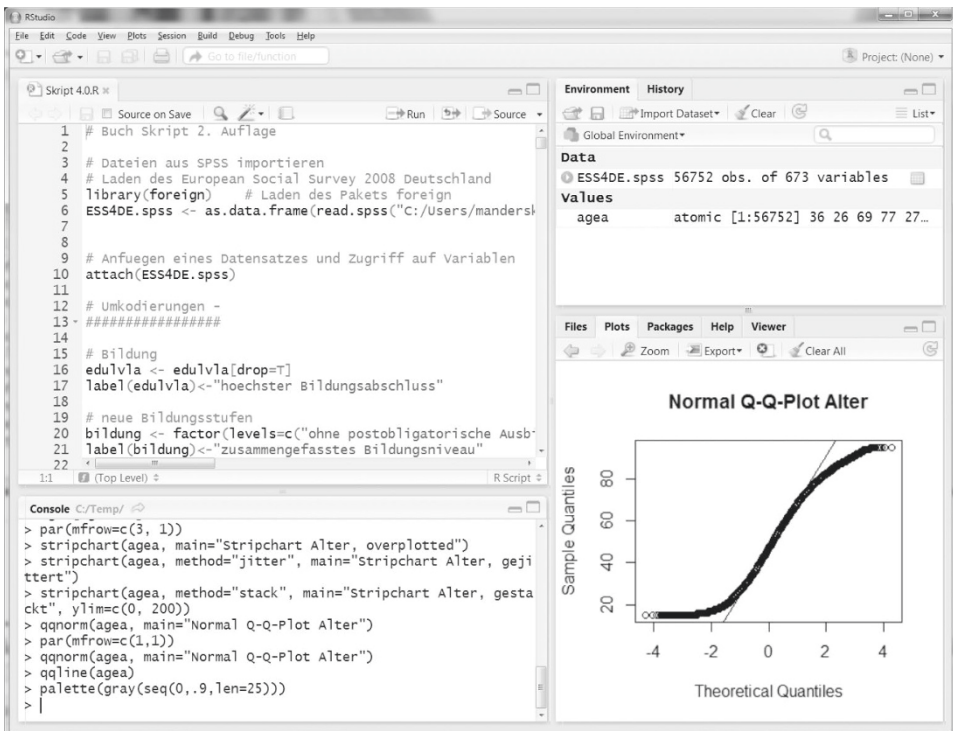 RStudio
File Edit Code View Plots Session Build Debug Tools Help
Go to file/function
Project: (None)
Skript 4.0.R
Source on Save
Run
Source
1 # Buch Skript 2. Auflage
2
3 # Dateien aus SPSS importieren
4 # Laden des European Social Survey 2008 Deutschland
5 library(foreign) # Laden des Pakets foreign
6 ESS4DE.spss <- as.data.frame(read.spss("C:/Users/mandersk
7
8
9 # Anfuegen eines Datensatzes und Zugriff auf Variablen
10 attach(ESS4DE.spss)
11
12 # Umkodierungen -
13 #################
14
15 # Bildung
16 edulvla <- edulvla[drop=T]
17 label(edulvla)<-"hoechster Bildungsabschluss"
18
19 # neue Bildungsstufen
20 bildung <- factor(levels=c("ohne postobligatorische Ausb
21 label(bildung)<-"zusammengefasstes Bildungsniveau"
22
1:1 (Top Level) R Script
Console C:/Temp/
> par(mfrow=c(3, 1))
> stripchart(agea, main="Stripchart Alter, overplotted")
> stripchart(agea, method="jitter", main="Stripchart Alter, geji
ttert")
> stripchart(agea, method="stack", main="Stripchart Alter, gesta
ckt", ylim=c(0, 200))
> qqnorm(agea, main="Normal Q-Q-Plot Alter")
> par(mfrow=c(1,1))
> qqnorm(agea, main="Normal Q-Q-Plot Alter")
> qqline(agea)
> palette(gray(seq(0,.9,len=25)))
> |
Environment History
Import Dataset Clear List
Global Environment
Data
ESS4DE.spss 56752 obs. of 673 variables
Values
agea atomic [1:56752] 36 26 69 77 27…
Files Plots Packages Help Viewer
Zoom Export Clear All
Normal Q-Q-Plot Alter
Sample Quantiles
80
60
40
20
-4 -2 0 2 4
Theoretical Quantiles